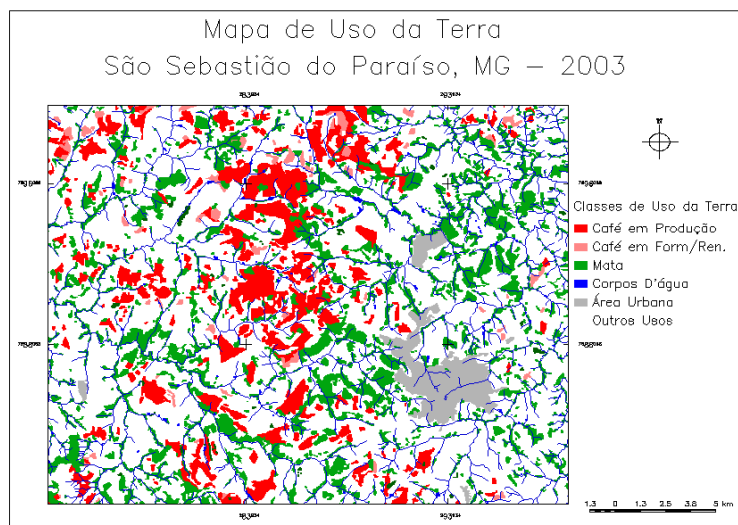 Mapa de Uso da Terra
São Sebastião do Paraíso, MG – 2003
Classes de Uso da Terra
Café em Produção
Café em Form/Ren.
Mata
Corpos D'água
Área Urbana
Outros Usos
1.3 0 1.3 2.5 3.8 5 km